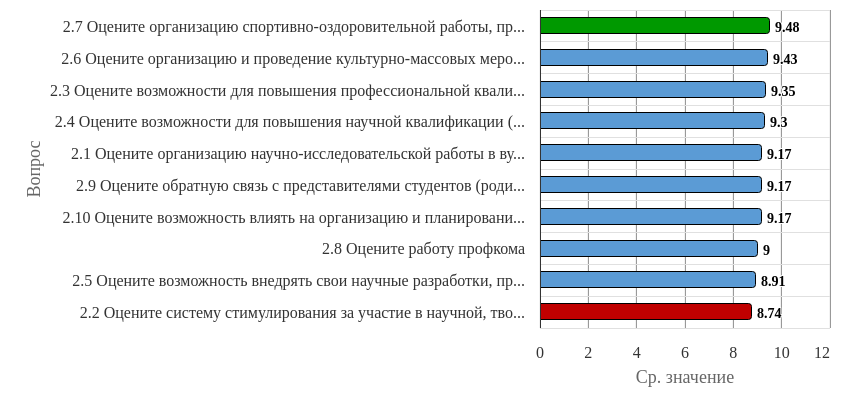 2.7 Оцените организацию спортивно-оздоровительной работы, пр... 9.48
2.6 Оцените организацию и проведение культурно-массовых меро... 9.43
2.3 Оцените возможности для повышения профессиональной квали... 9.35
2.4 Оцените возможности для повышения научной квалификации (... 9.3
2.1 Оцените организацию научно-исследовательской работы в ву... 9.17
2.9 Оцените обратную связь с представителями студентов (роди... 9.17
2.10 Оцените возможность влиять на организацию и планировани... 9.17
2.8 Оцените работу профкома 9
2.5 Оцените возможность внедрять свои научные разработки, пр... 8.91
2.2 Оцените систему стимулирования за участие в научной, тво... 8.74
Вопрос
0 2 4 6 8 10 12
Ср. значение